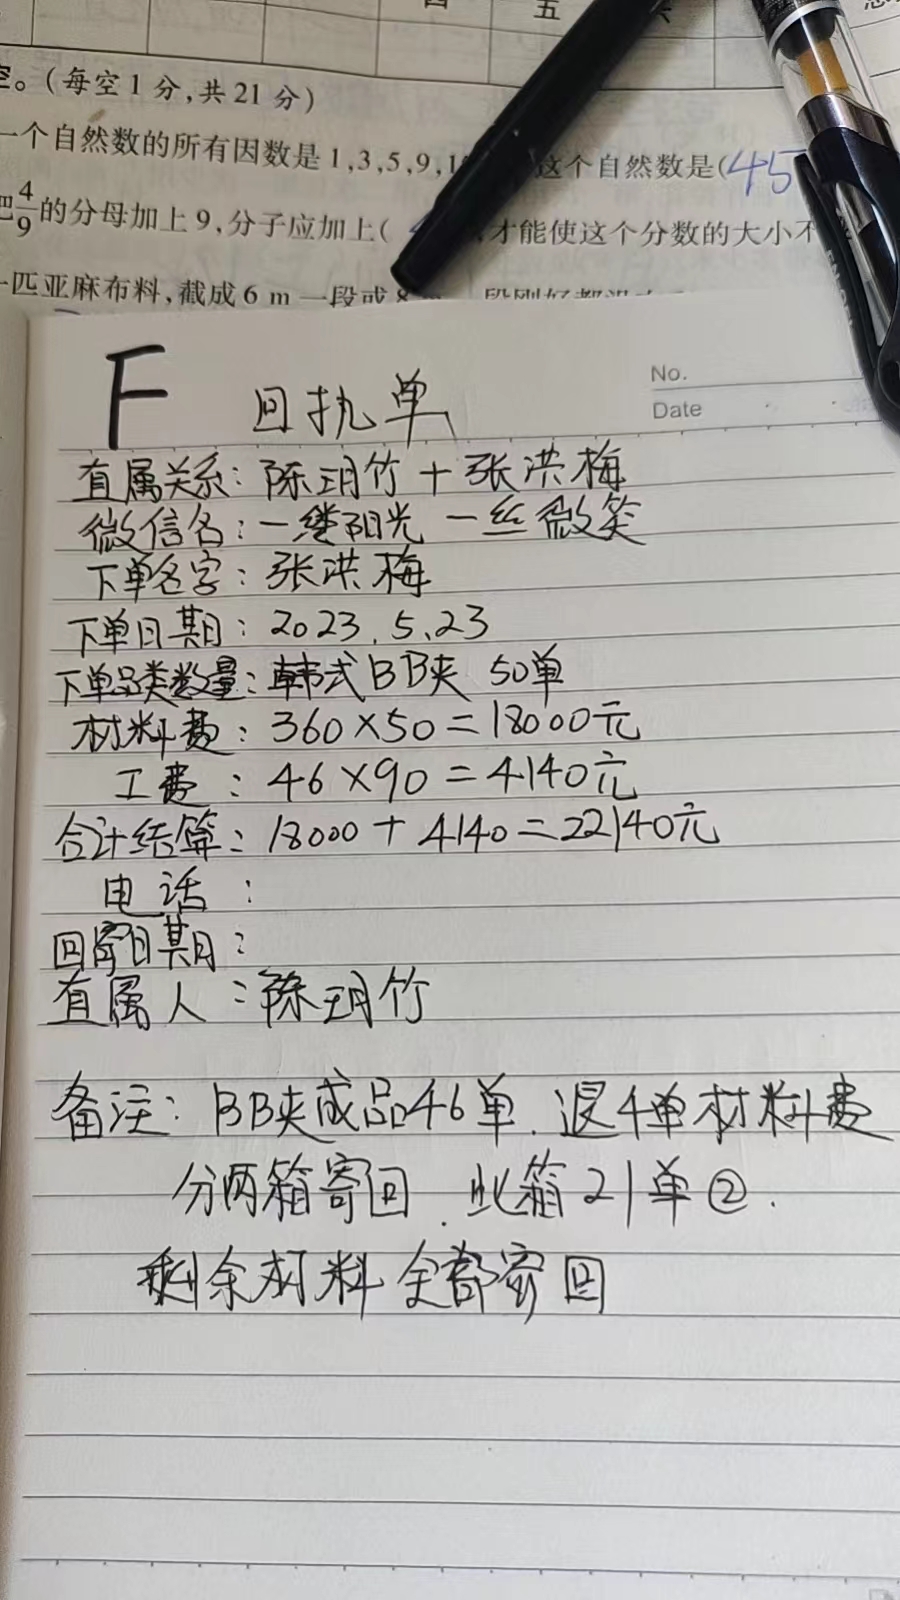 四 五
空。(每空1分,共21分)
一个自然数的所有因数是1,3,5,9,1 这个自然数是(45
把4/9的分母加上9,分子应加上( ,才能使这个分数的大小不
一匹亚麻布料,截成6 m一段或8
F 回执单
No.
Date
直属关系:陈玥竹+张洪梅
微信名:一缕阳光 一丝微笑
下单名字:张洪梅
下单日期:2023.5.23
下单品类数量:韩式BB夹 50单
材料费:360×50=18000元
工费:46×90=4140元
合计结算:18000+4140=22140元
电话:
回寄日期:
直属人:陈玥竹
备注:BB夹成品46单.退4单材料费
分两箱寄回.此箱21单②.
剩余材料全部寄回